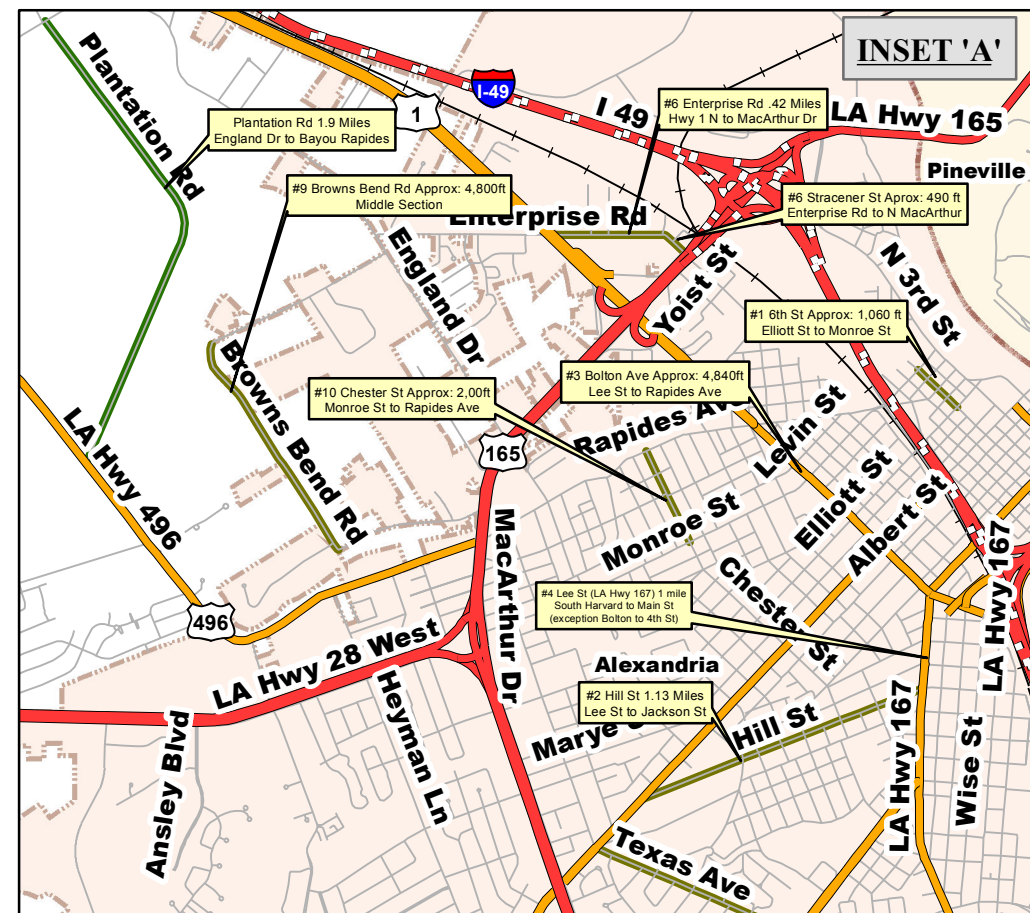 INSET 'A'
Plantation Rd
I-49
1
I 49
#6 Enterprise Rd .42 Miles
Hwy 1 N to MacArthur Dr
LA Hwy 165
Plantation Rd 1.9 Miles
England Dr to Bayou Rapides
Pineville
#9 Browns Bend Rd Approx: 4,800ft
Middle Section
#6 Stracener St Aprox: 490 ft
Enterprise Rd to N MacArthur
Enterprise Rd
England Dr
Yoist St
N 3rd St
#1 6th St Approx: 1,060 ft
Elliott St to Monroe St
Browns Bend Rd
#3 Bolton Ave Approx: 4,840ft
Lee St to Rapides Ave
#10 Chester St Approx: 2,00ft
Monroe St to Rapides Ave
Rapides
Levin St
LA Hwy 496
165
Elliott St
Albert St
Monroe St
MacArthur Dr
Chester St
LA Hwy 167
#4 Lee St (LA Hwy 167) 1 mile
South Harvard to Main St
(exception Bolton to 4th St)
496
LA Hwy 28 West
Alexandria
#2 Hill St 1.13 Miles
Lee St to Jackson St
Heyman Ln
Marye
Hill St
Ansley Blvd
LA Hwy 167
Wise St
Texas Ave